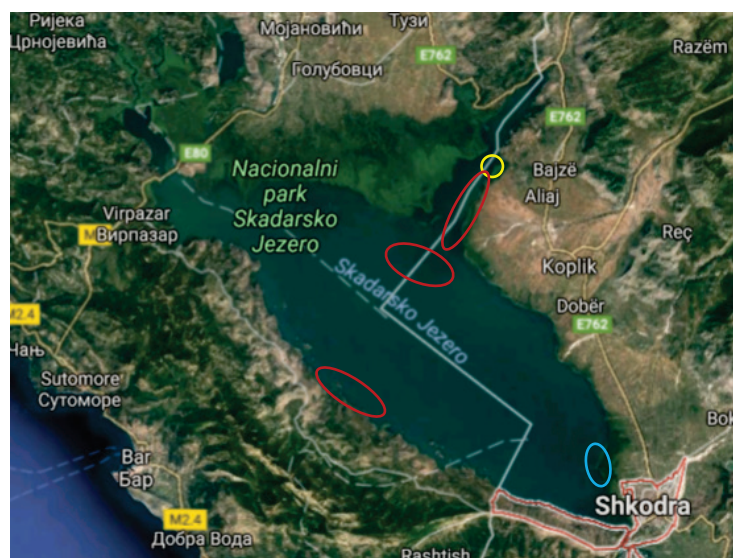 Ријека
Црнојевића
Мојановићи
Тузи
E762
Razëm
Голубовци
E762
E80
Nacionalni
park
Skadarsko
Jezero
Bajzë
Aliaj
Virpazar
Вирпазар
Reç
Koplik
Skadarsko Jezero
Dobër
E762
M2.4
Чањ
Sutomore
Сутоморе
Bar
Бар
Shkodra
M2.4
Добра Вода
Rashtish